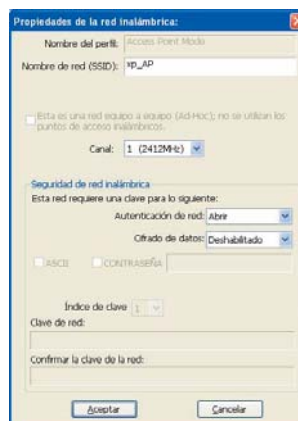 Propiedades de la red inalámbrica:
Nombre del perfil: Access Point Mode
Nombre de red (SSID): xp_AP
Esta es una red equipo a equipo (Ad-Hoc); no se utilizan los
puntos de acceso inalámbricos.
Canal: 1 (2412MHz)
Seguridad de red inalámbrica
Esta red requiere una clave para lo siguiente:
Autenticación de red: Abrir
Cifrado de datos: Deshabilitado
ASCII CONTRASEÑA
Índice de clave 1
Clave de red:
Confirmar la clave de la red:
Aceptar Cancelar